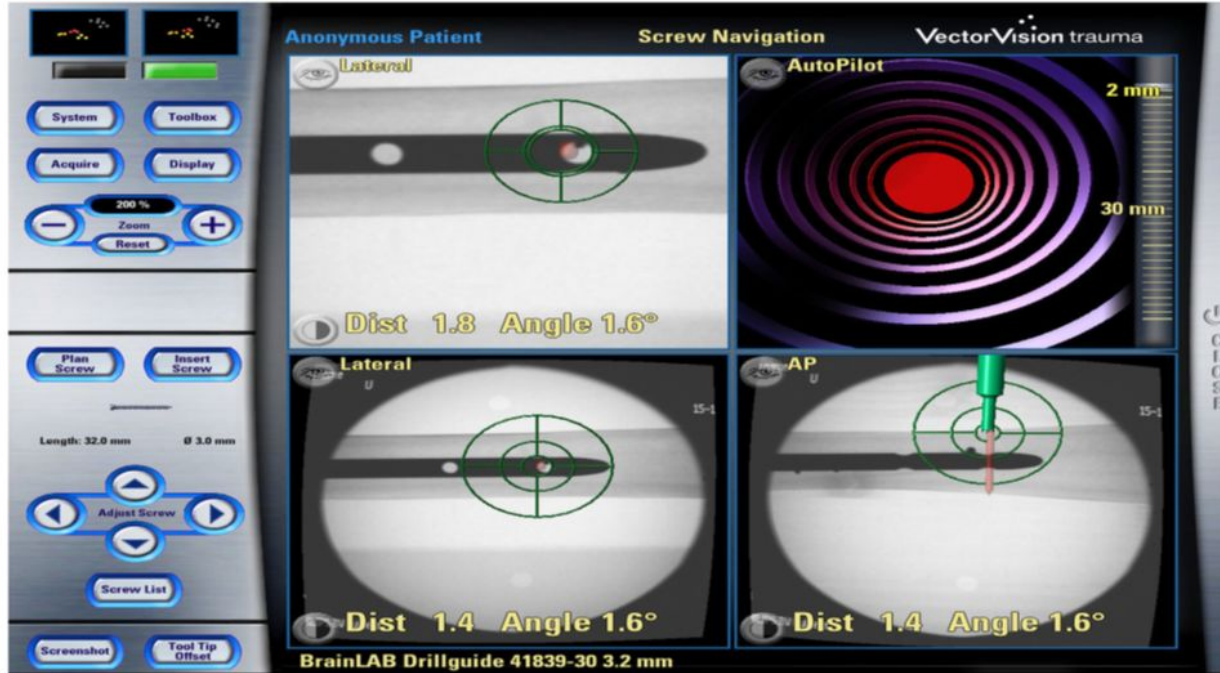 Anonymous Patient
Screw Navigation
VectorVision trauma
System
Toolbox
Acquire
Display
200 %
Zoom
Reset
Plan Screw
Insert Screw
Length: 32.0 mm
Ø 3.0 mm
Adjust Screw
Screw List
Screenshot
Tool Tip Offset
Lateral
Dist 1.8 Angle 1.6°
AutoPilot
2 mm
30 mm
Lateral
U
15-1
Dist 1.4 Angle 1.6°
AP
U
15-1
Dist 1.4 Angle 1.6°
BrainLAB Drillguide 41839-30 3.2 mm